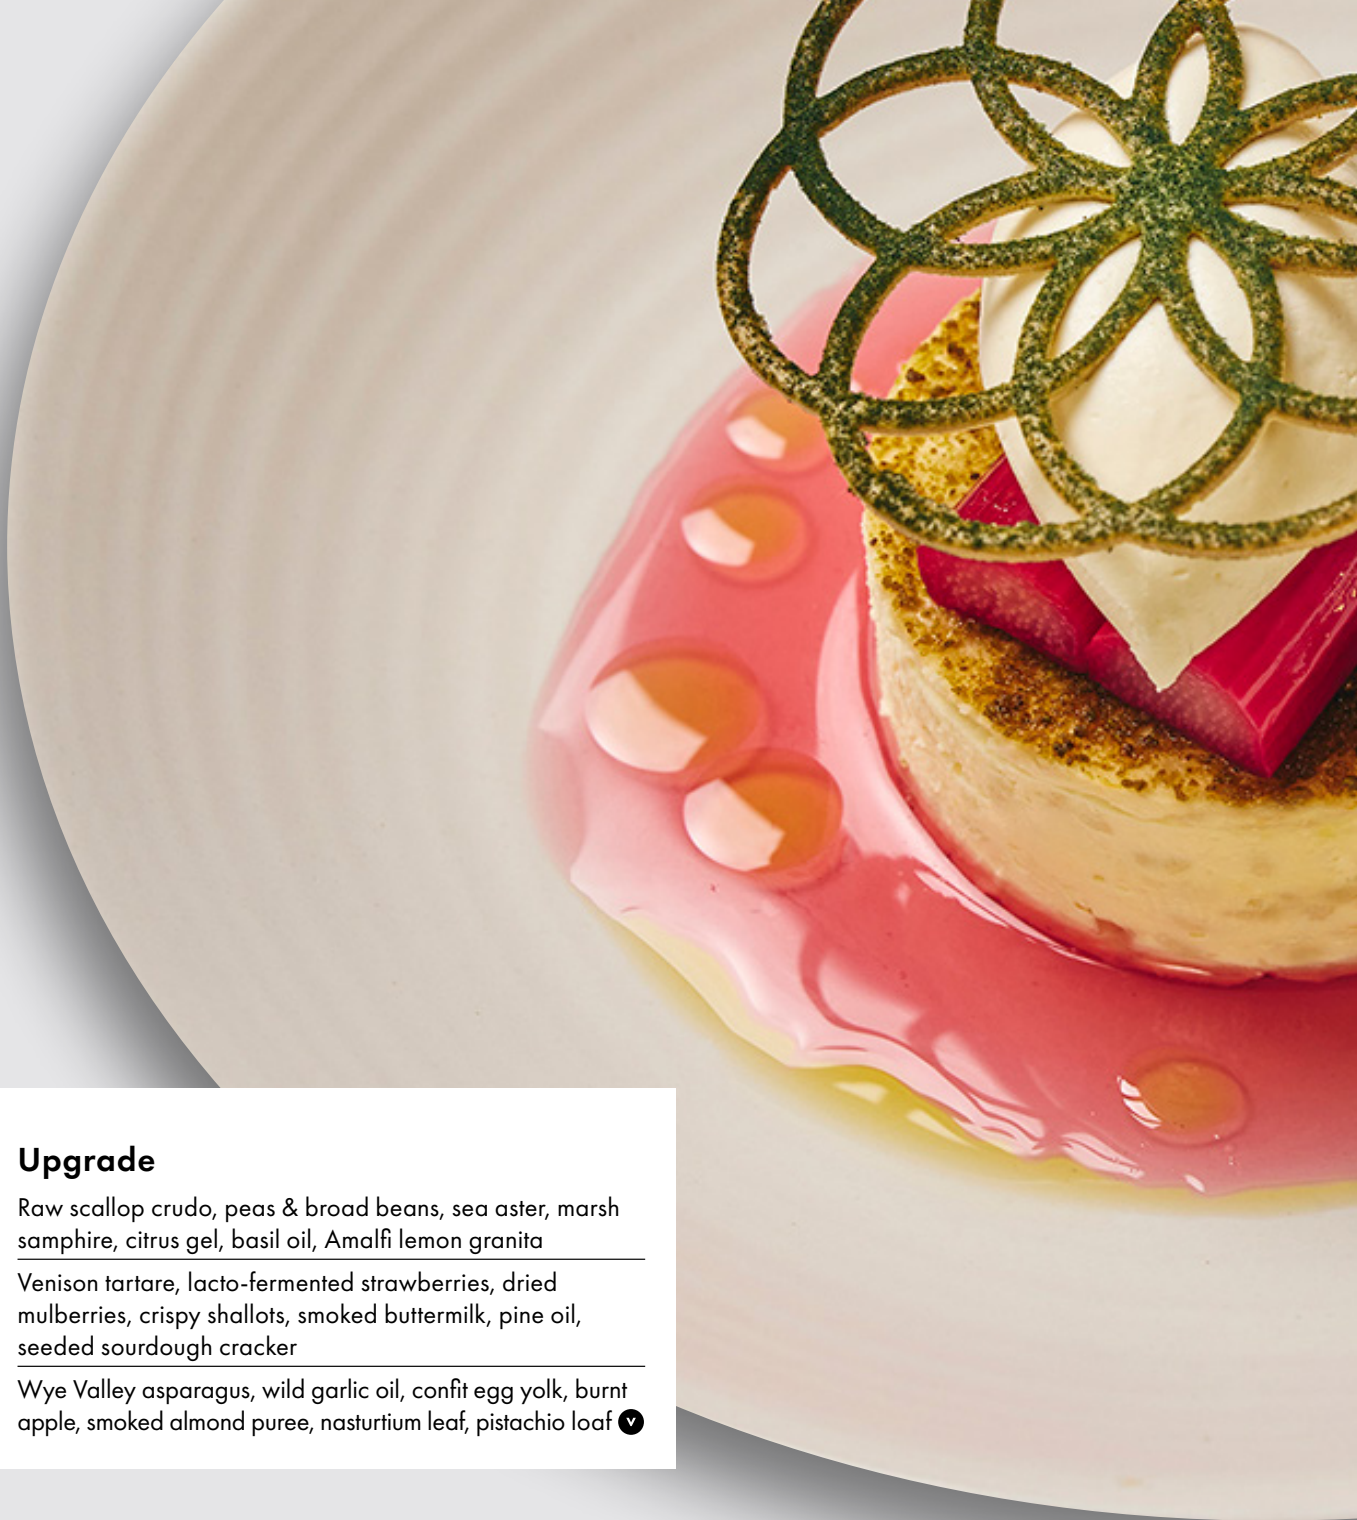 Upgrade
Raw scallop crudo, peas & broad beans, sea aster, marsh
samphire, citrus gel, basil oil, Amalfi lemon granita
Venison tartare, lacto-fermented strawberries, dried
mulberries, crispy shallots, smoked buttermilk, pine oil,
seeded sourdough cracker
Wye Valley asparagus, wild garlic oil, confit egg yolk, burnt
apple, smoked almond puree, nasturtium leaf, pistachio loaf V